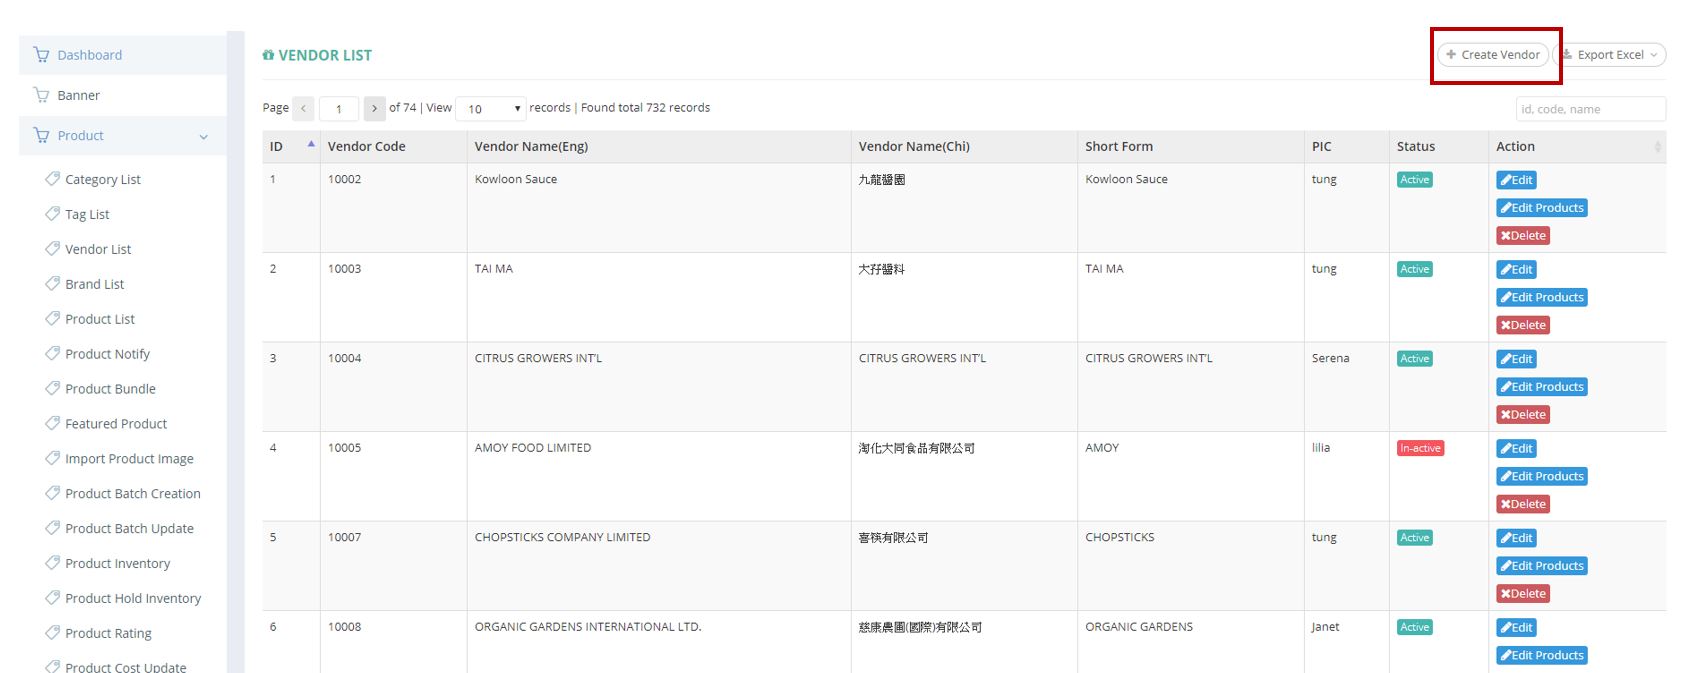 Dashboard
Banner
Product
Category List
Tag List
Vendor List
Brand List
Product List
Product Notify
Product Bundle
Featured Product
Import Product Image
Product Batch Creation
Product Batch Update
Product Inventory
Product Hold Inventory
Product Rating
Product Cost Update
VENDOR LIST
Create Vendor Export Excel
Page 1 of 74 | View 10 records | Found total 732 records
id, code, name
ID Vendor Code Vendor Name(Eng) Vendor Name(Chi) Short Form PIC Status Action
1 10002 Kowloon Sauce 九龍醬園 Kowloon Sauce tung Active Edit
Edit Products
Delete
2 10003 TAI MA 大孖醬料 TAI MA tung Active Edit
Edit Products
Delete
3 10004 CITRUS GROWERS INT'L CITRUS GROWERS INT'L CITRUS GROWERS INT'L Serena Active Edit
Edit Products
Delete
4 10005 AMOY FOOD LIMITED 淘化大同食品有限公司 AMOY lilia In-active Edit
Edit Products
Delete
5 10007 CHOPSTICKS COMPANY LIMITED 喜筷有限公司 CHOPSTICKS tung Active Edit
Edit Products
Delete
6 10008 ORGANIC GARDENS INTERNATIONAL LTD. 慈康農圃(國際)有限公司 ORGANIC GARDENS Janet Active Edit
Edit Products